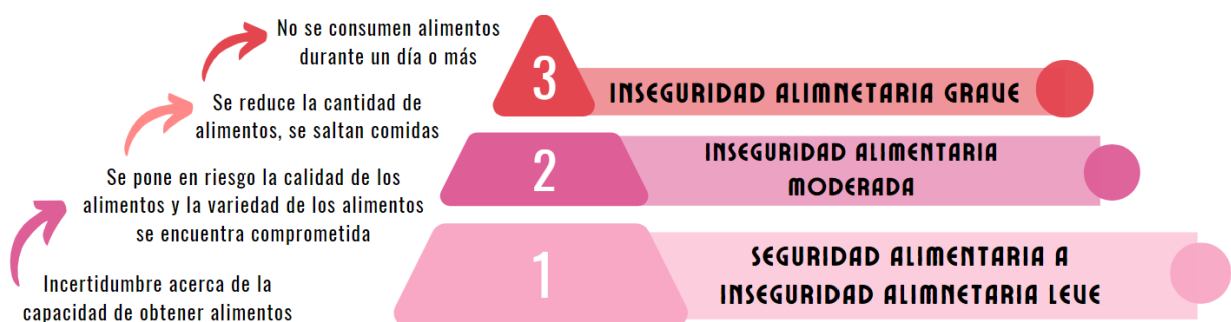 No se consumen alimentos
durante un día o más
Se reduce la cantidad de
alimentos, se saltan comidas
Se pone en riesgo la calidad de los
alimentos y la variedad de los alimentos
se encuentra comprometida
Incertidumbre acerca de la
capacidad de obtener alimentos
3
INSEGURIDAD ALIMNETARIA GRAVE
2
INSEGURIDAD ALIMENTARIA
MODERADA
1
SEGURIDAD ALIMENTARIA A
INSEGURIDAD ALIMNETARIA LEVE